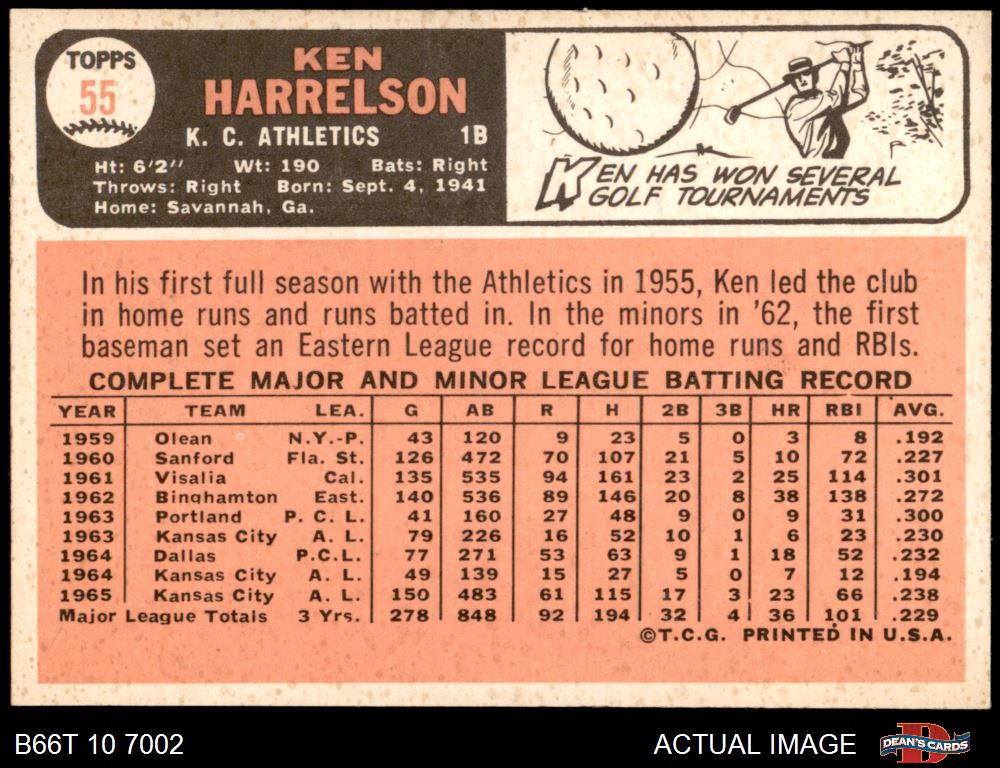 TOPPS
55
KEN
HARRELSON
K. C. ATHLETICS 1B
Ht: 6'2" Wt: 190 Bats: Right
Throws: Right Born: Sept. 4, 1941
Home: Savannah, Ga.
KEN HAS WON SEVERAL
GOLF TOURNAMENTS
In his first full season with the Athletics in 1955, Ken led the club
in home runs and runs batted in. In the minors in '62, the first
baseman set an Eastern League record for home runs and RBIs.
COMPLETE MAJOR AND MINOR LEAGUE BATTING RECORD
YEAR TEAM LEA. G AB R H 2B 3B HR RBI AVG.
1959 Olean N.Y.-P. 43 120 9 23 5 0 3 8 .192
1960 Sanford Fla. St. 126 472 70 107 21 5 10 72 .227
1961 Visalia Cal. 135 535 94 161 23 2 25 114 .301
1962 Binghamton East. 140 536 89 146 20 8 38 138 .272
1963 Portland P. C. L. 41 160 27 48 9 0 9 31 .300
1963 Kansas City A. L. 79 226 16 52 10 1 6 23 .230
1964 Dallas P.C.L. 77 271 53 63 9 1 18 52 .232
1964 Kansas City A. L. 49 139 15 27 5 0 7 12 .194
1965 Kansas City A. L. 150 483 61 115 17 3 23 66 .238
Major League Totals 3 Yrs. 278 848 92 194 32 4 36 101 .229
©T.C.G. PRINTED IN U.S.A.
B66T 10 7002
ACTUAL IMAGE
DEAN'S CARDS